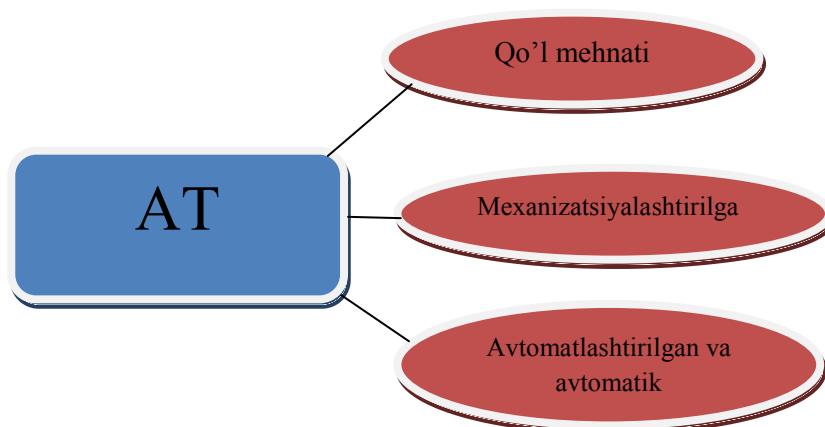 Qo’l mehnati
AT
Mexanizatsiyalashtirilga
Avtomatlashtirilgan va
avtomatik